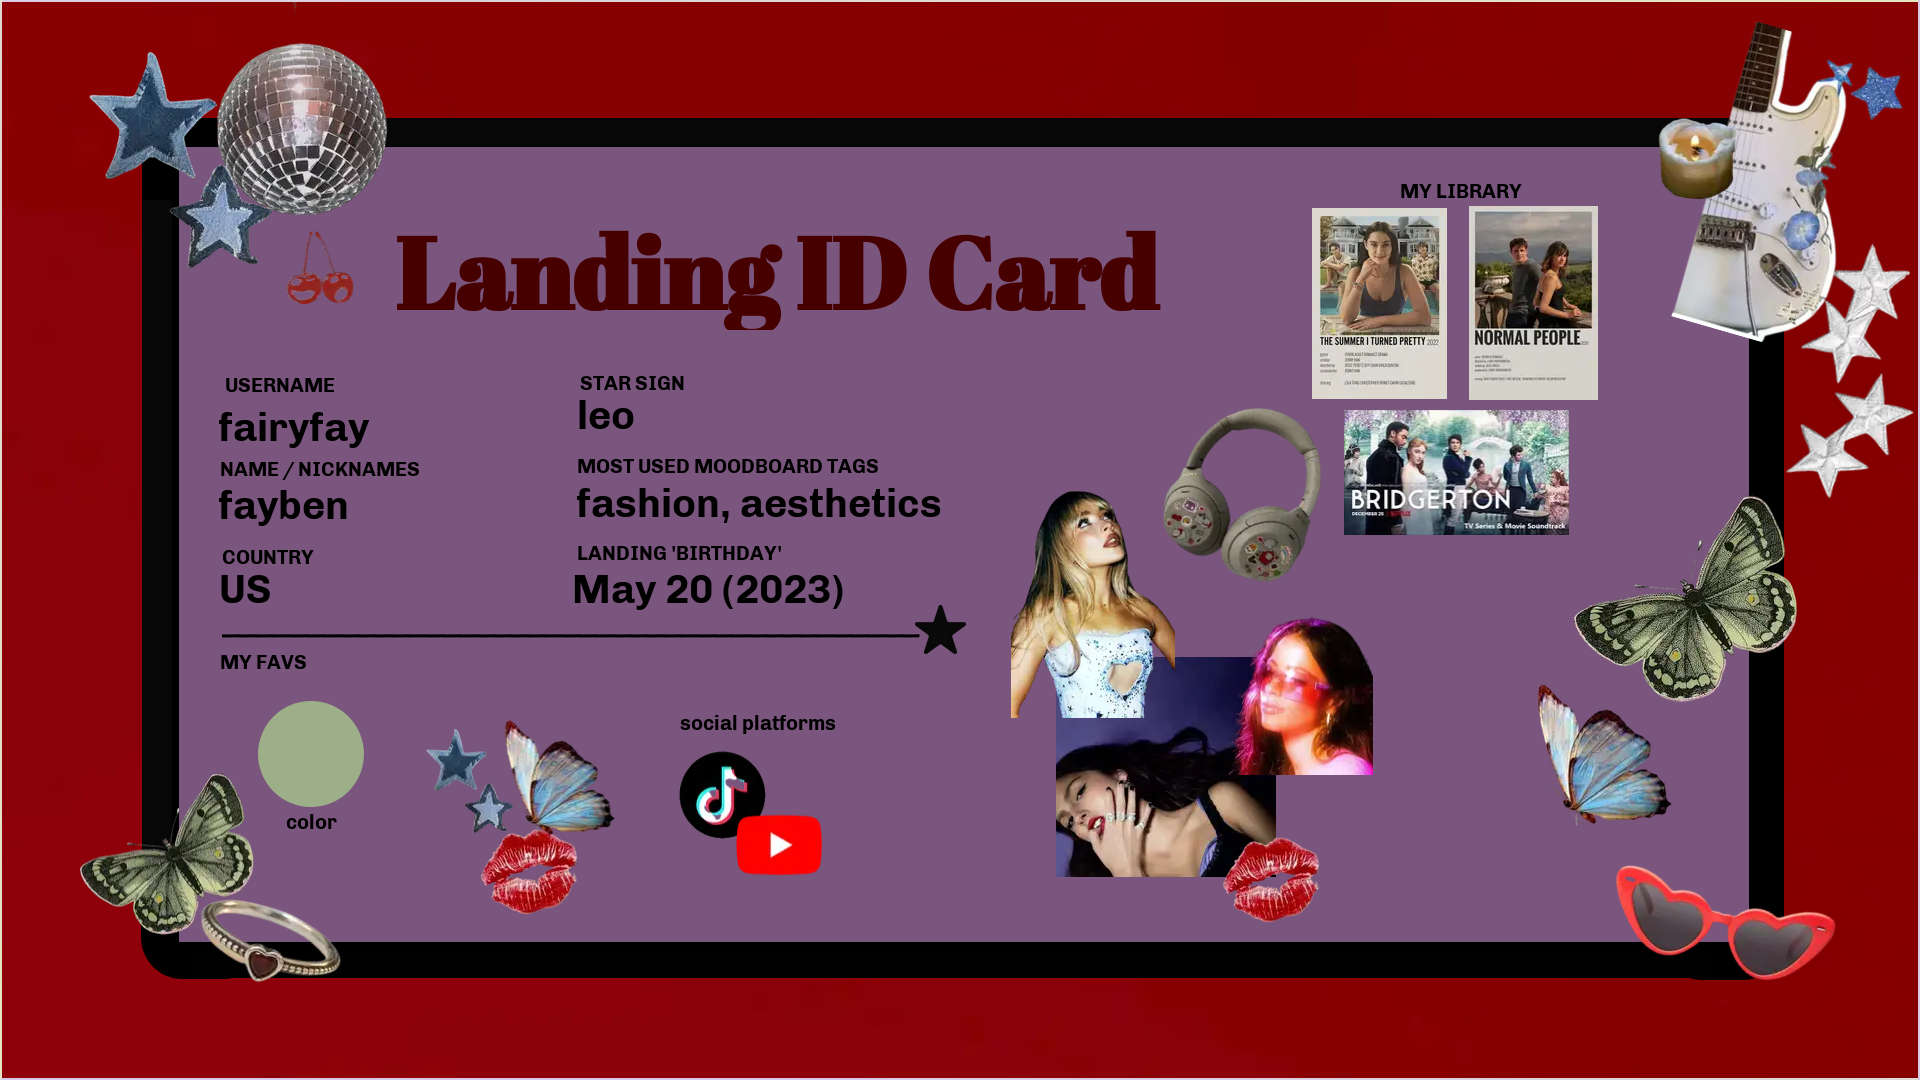 Landing ID Card
USERNAME
fairyfay
NAME / NICKNAMES
fayben
COUNTRY
US
STAR SIGN
leo
MOST USED MOODBOARD TAGS
fashion, aesthetics
LANDING 'BIRTHDAY'
May 20 (2023)
MY FAVS
color
social platforms
MY LIBRARY
THE SUMMER I TURNED PRETTY 2022
NORMAL PEOPLE
BRIDGERTON
DECEMBER 25
TV Series & Movie Soundtrack